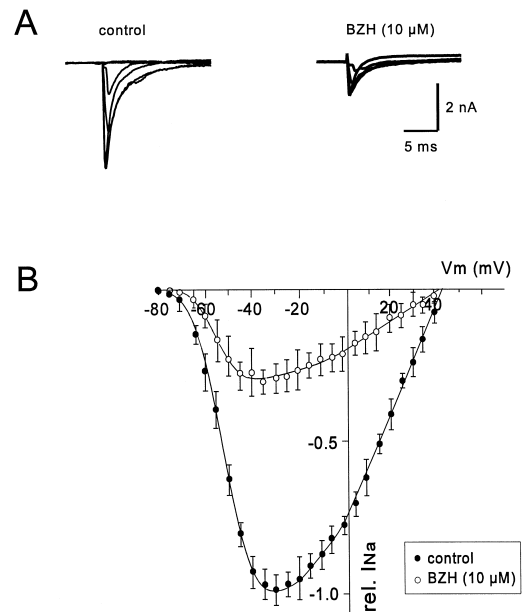 A
control
BZH (10 µM)
2 nA
5 ms
B
Vm (mV)
-80 -60 -40 -20 20 40
-0.5
-1.0
rel. INa
control
BZH (10 µM)